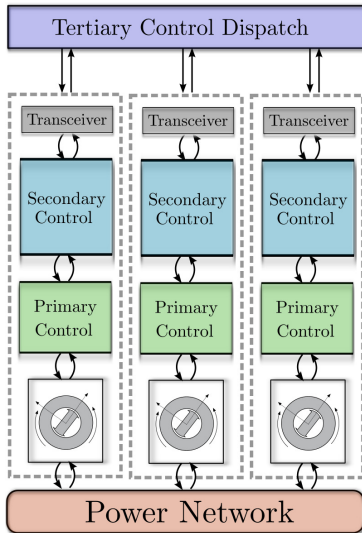 Tertiary Control Dispatch
Transceiver
Transceiver
Transceiver
Secondary
Control
Secondary
Control
Secondary
Control
Primary
Control
Primary
Control
Primary
Control
Power Network